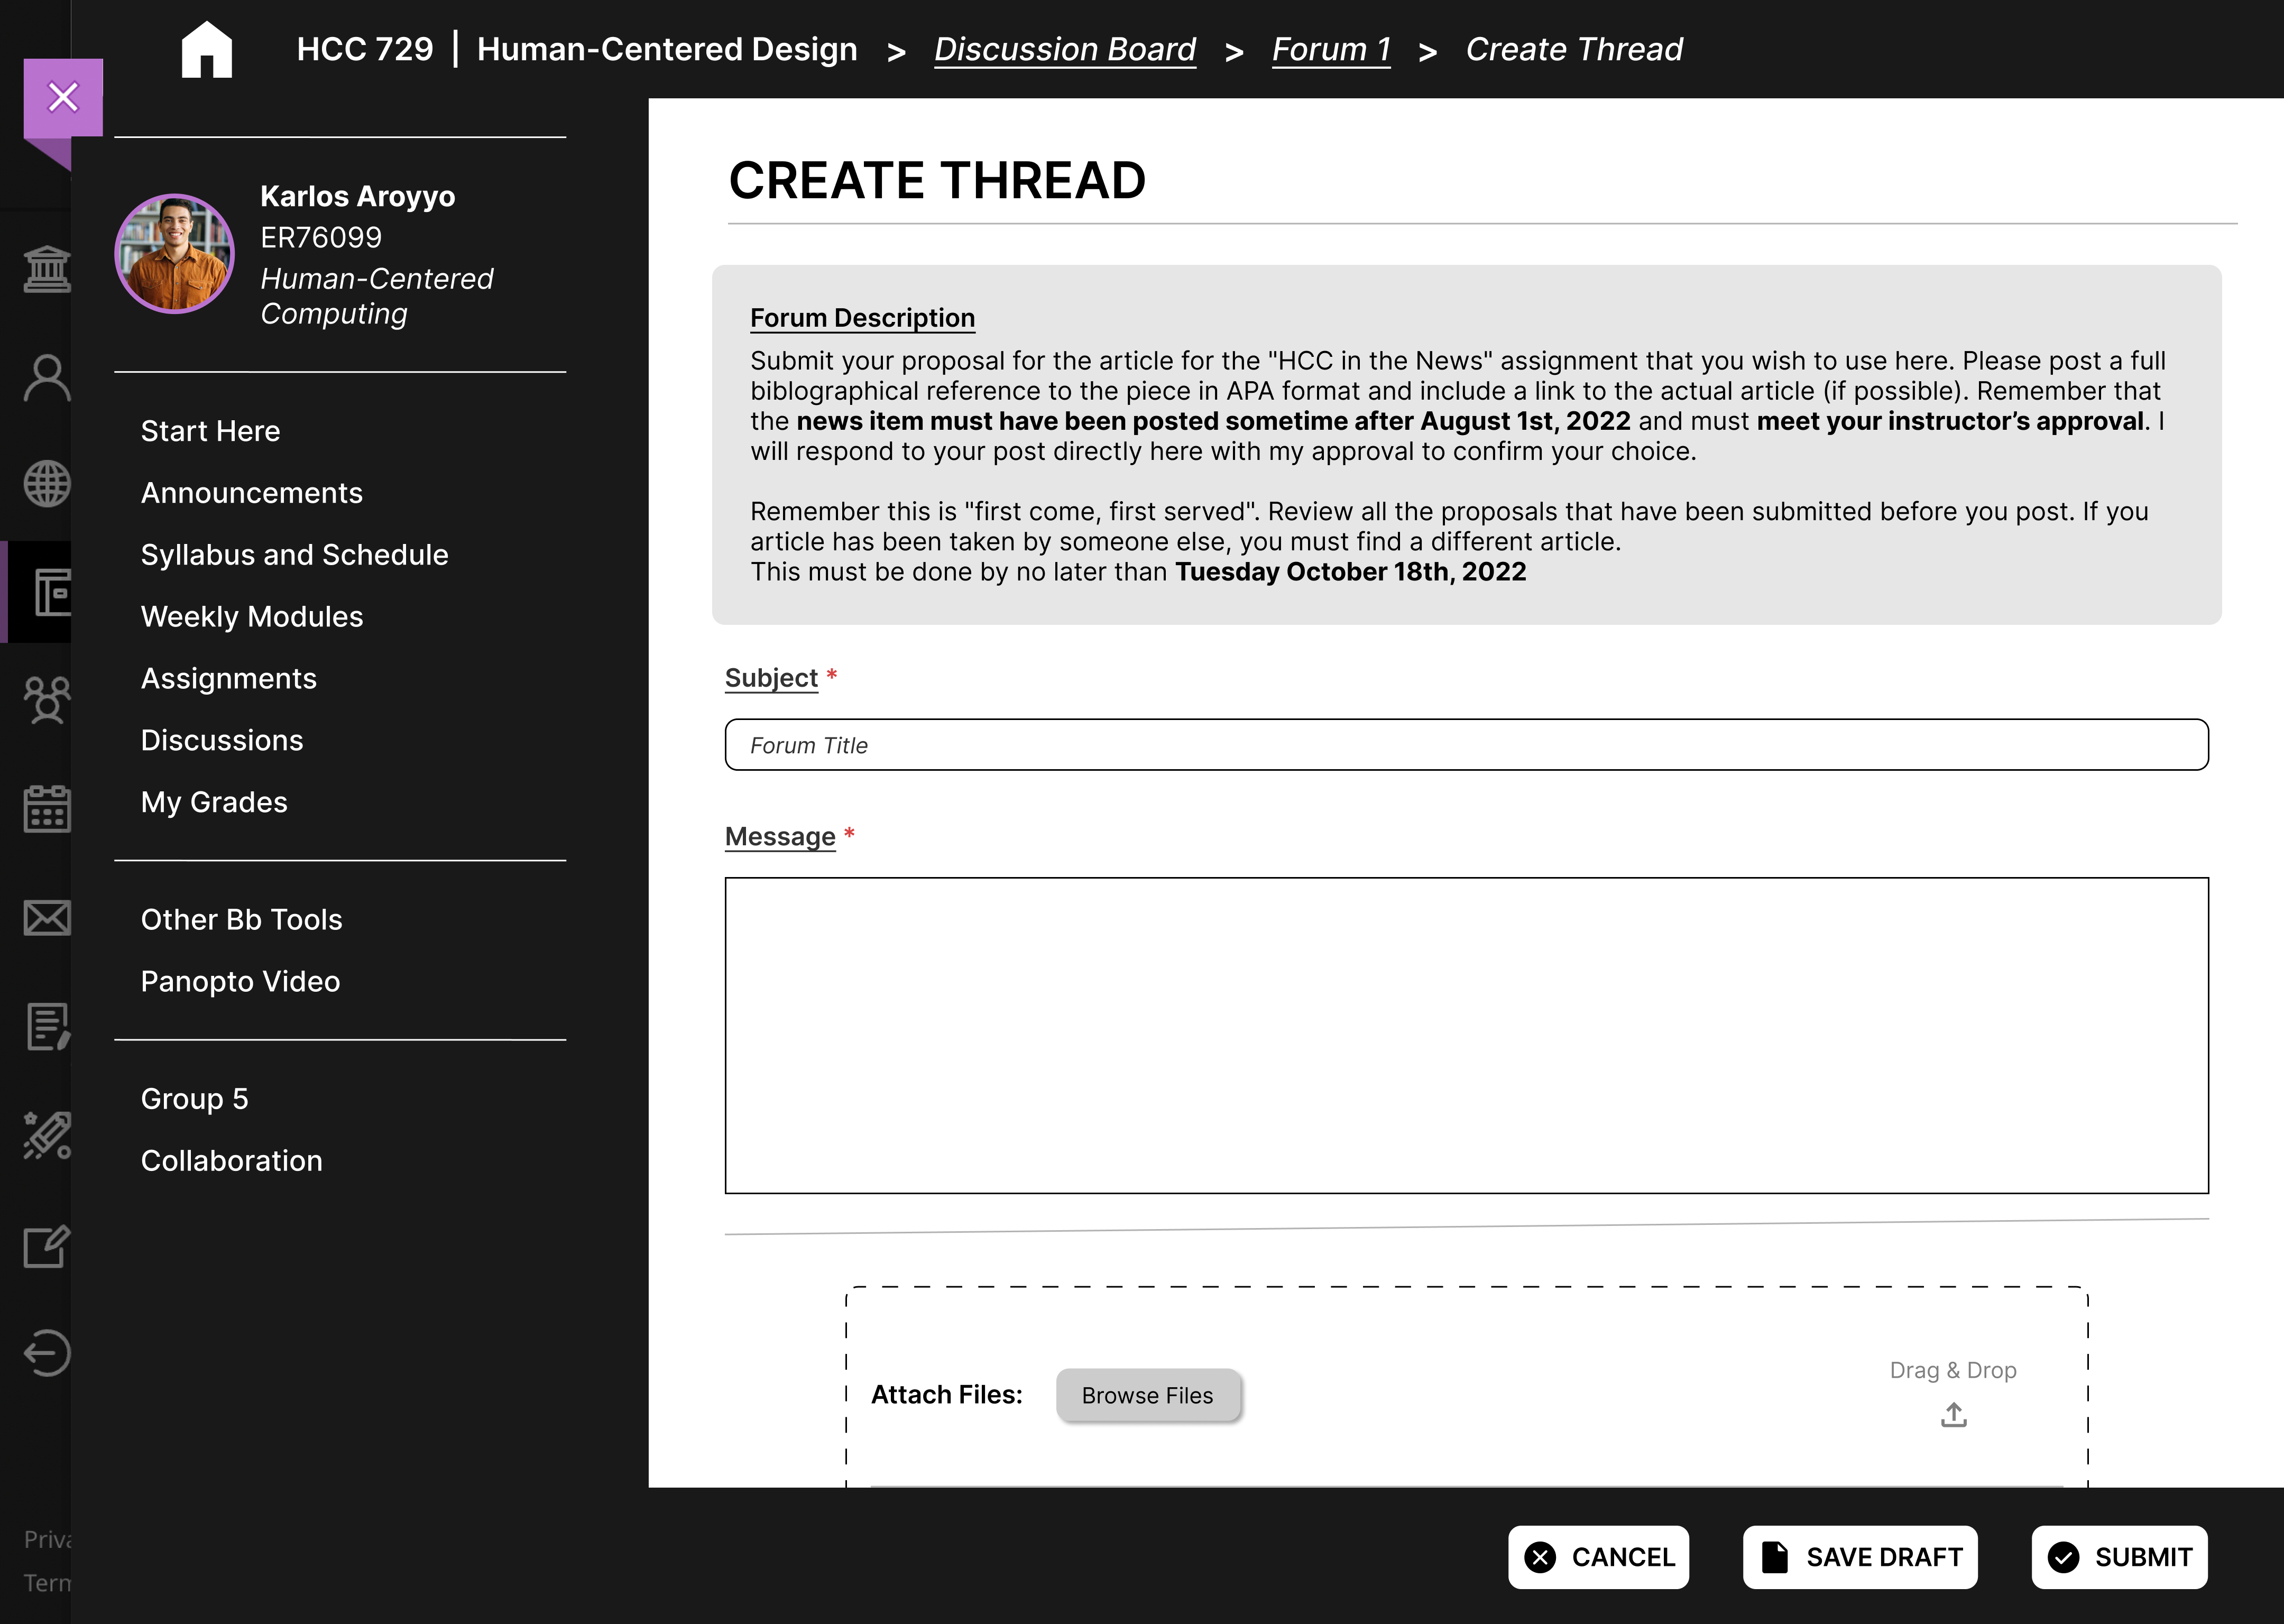 HCC 729 | Human-Centered Design > Discussion Board > Forum 1 > Create Thread
Karlos Aroyyo
ER76099
Human-Centered
Computing
Start Here
Announcements
Syllabus and Schedule
Weekly Modules
Assignments
Discussions
My Grades
Other Bb Tools
Panopto Video
Group 5
Collaboration
Priva
Term
CREATE THREAD
Forum Description
Submit your proposal for the article for the "HCC in the News" assignment that you wish to use here. Please post a full
biblographical reference to the piece in APA format and include a link to the actual article (if possible). Remember that
the news item must have been posted sometime after August 1st, 2022 and must meet your instructor’s approval. I
will respond to your post directly here with my approval to confirm your choice.
Remember this is "first come, first served". Review all the proposals that have been submitted before you post. If you
article has been taken by someone else, you must find a different article.
This must be done by no later than Tuesday October 18th, 2022
Subject *
Forum Title
Message *
Attach Files:
Browse Files
Drag & Drop
CANCEL
SAVE DRAFT
SUBMIT